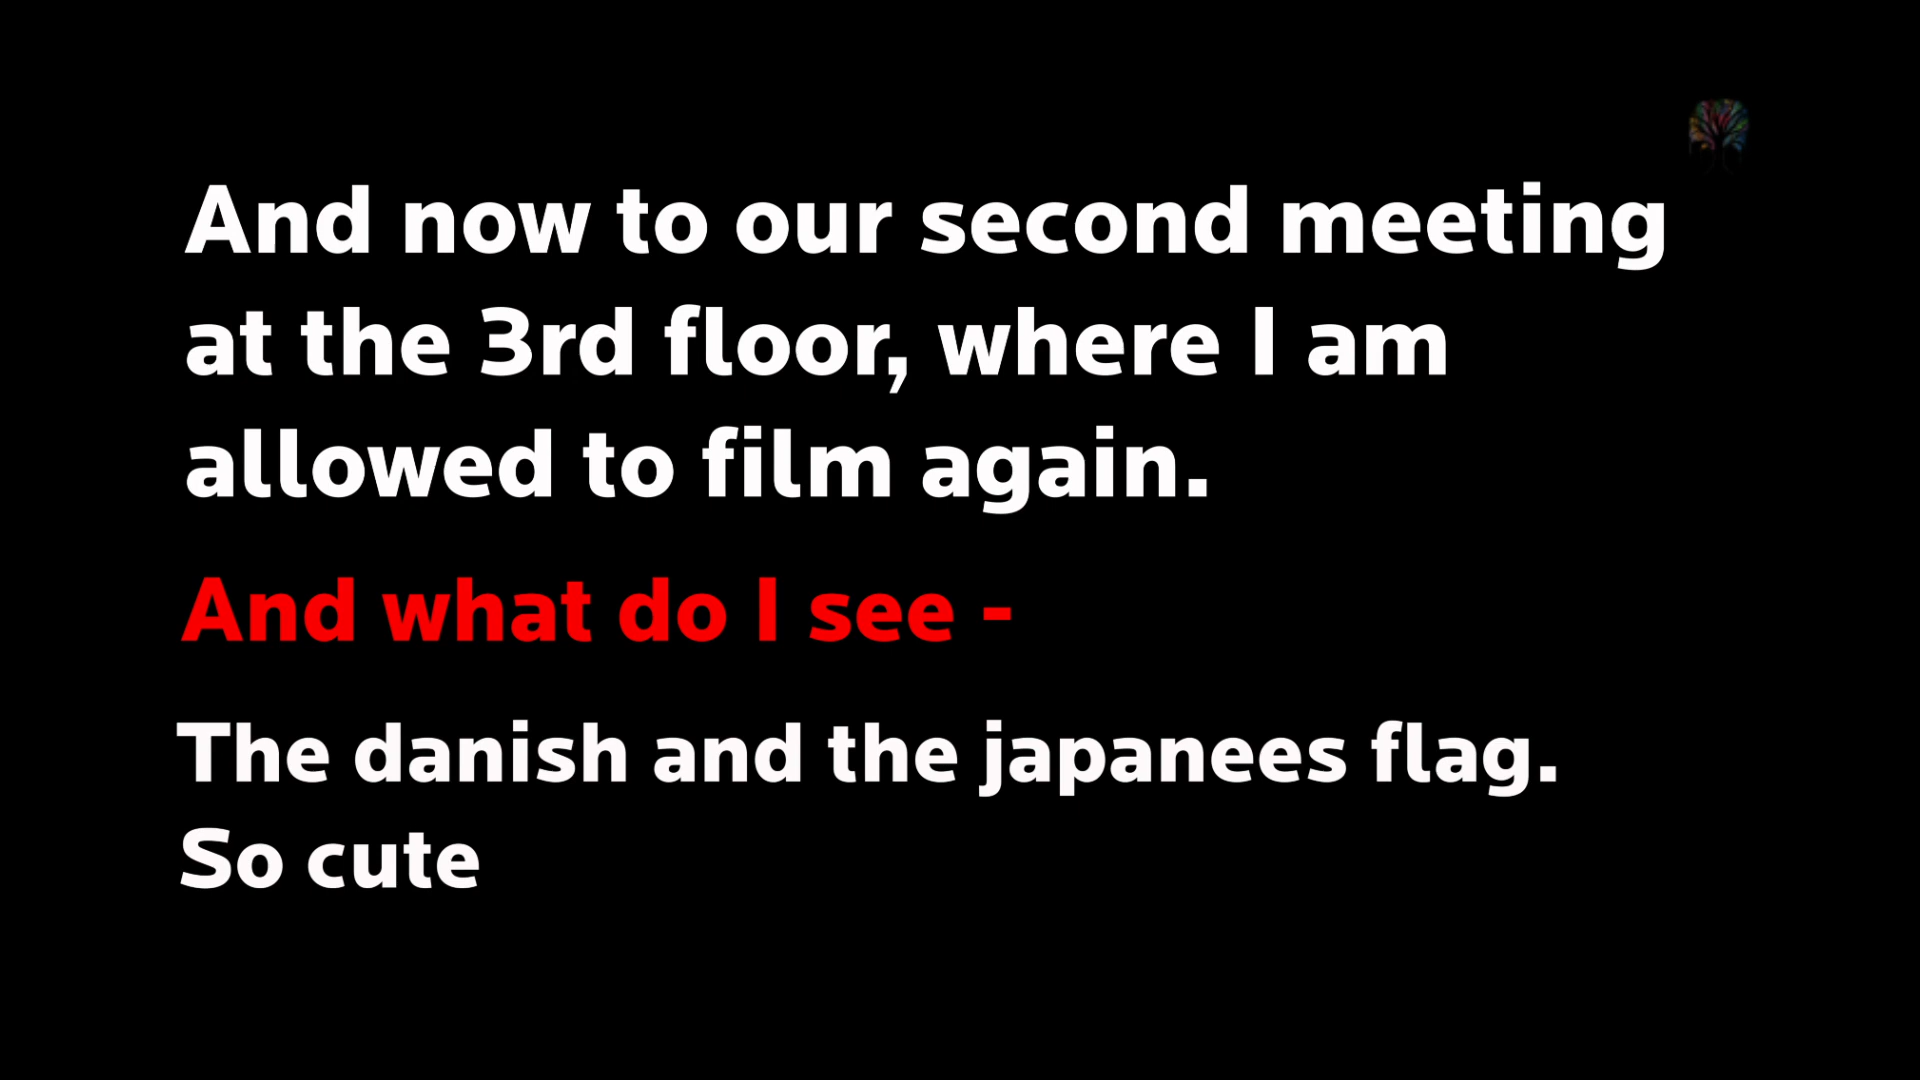 And now to our second meeting
at the 3rd floor, where I am
allowed to film again.
And what do I see -
The danish and the japanees flag.
So cute